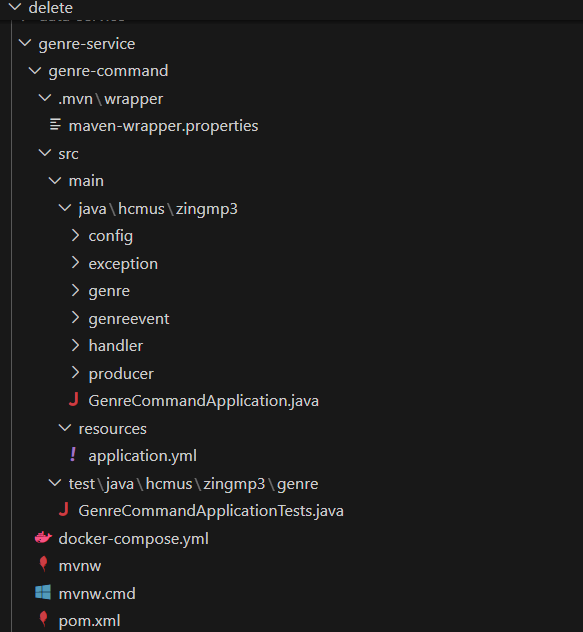 delete
data-service
genre-service
genre-command
.mvn\wrapper
maven-wrapper.properties
src
main
java\hcmus\zingmp3
config
exception
genre
genreevent
handler
producer
GenreCommandApplication.java
resources
application.yml
test\java\hcmus\zingmp3\genre
GenreCommandApplicationTests.java
docker-compose.yml
mvnw
mvnw.cmd
pom.xml